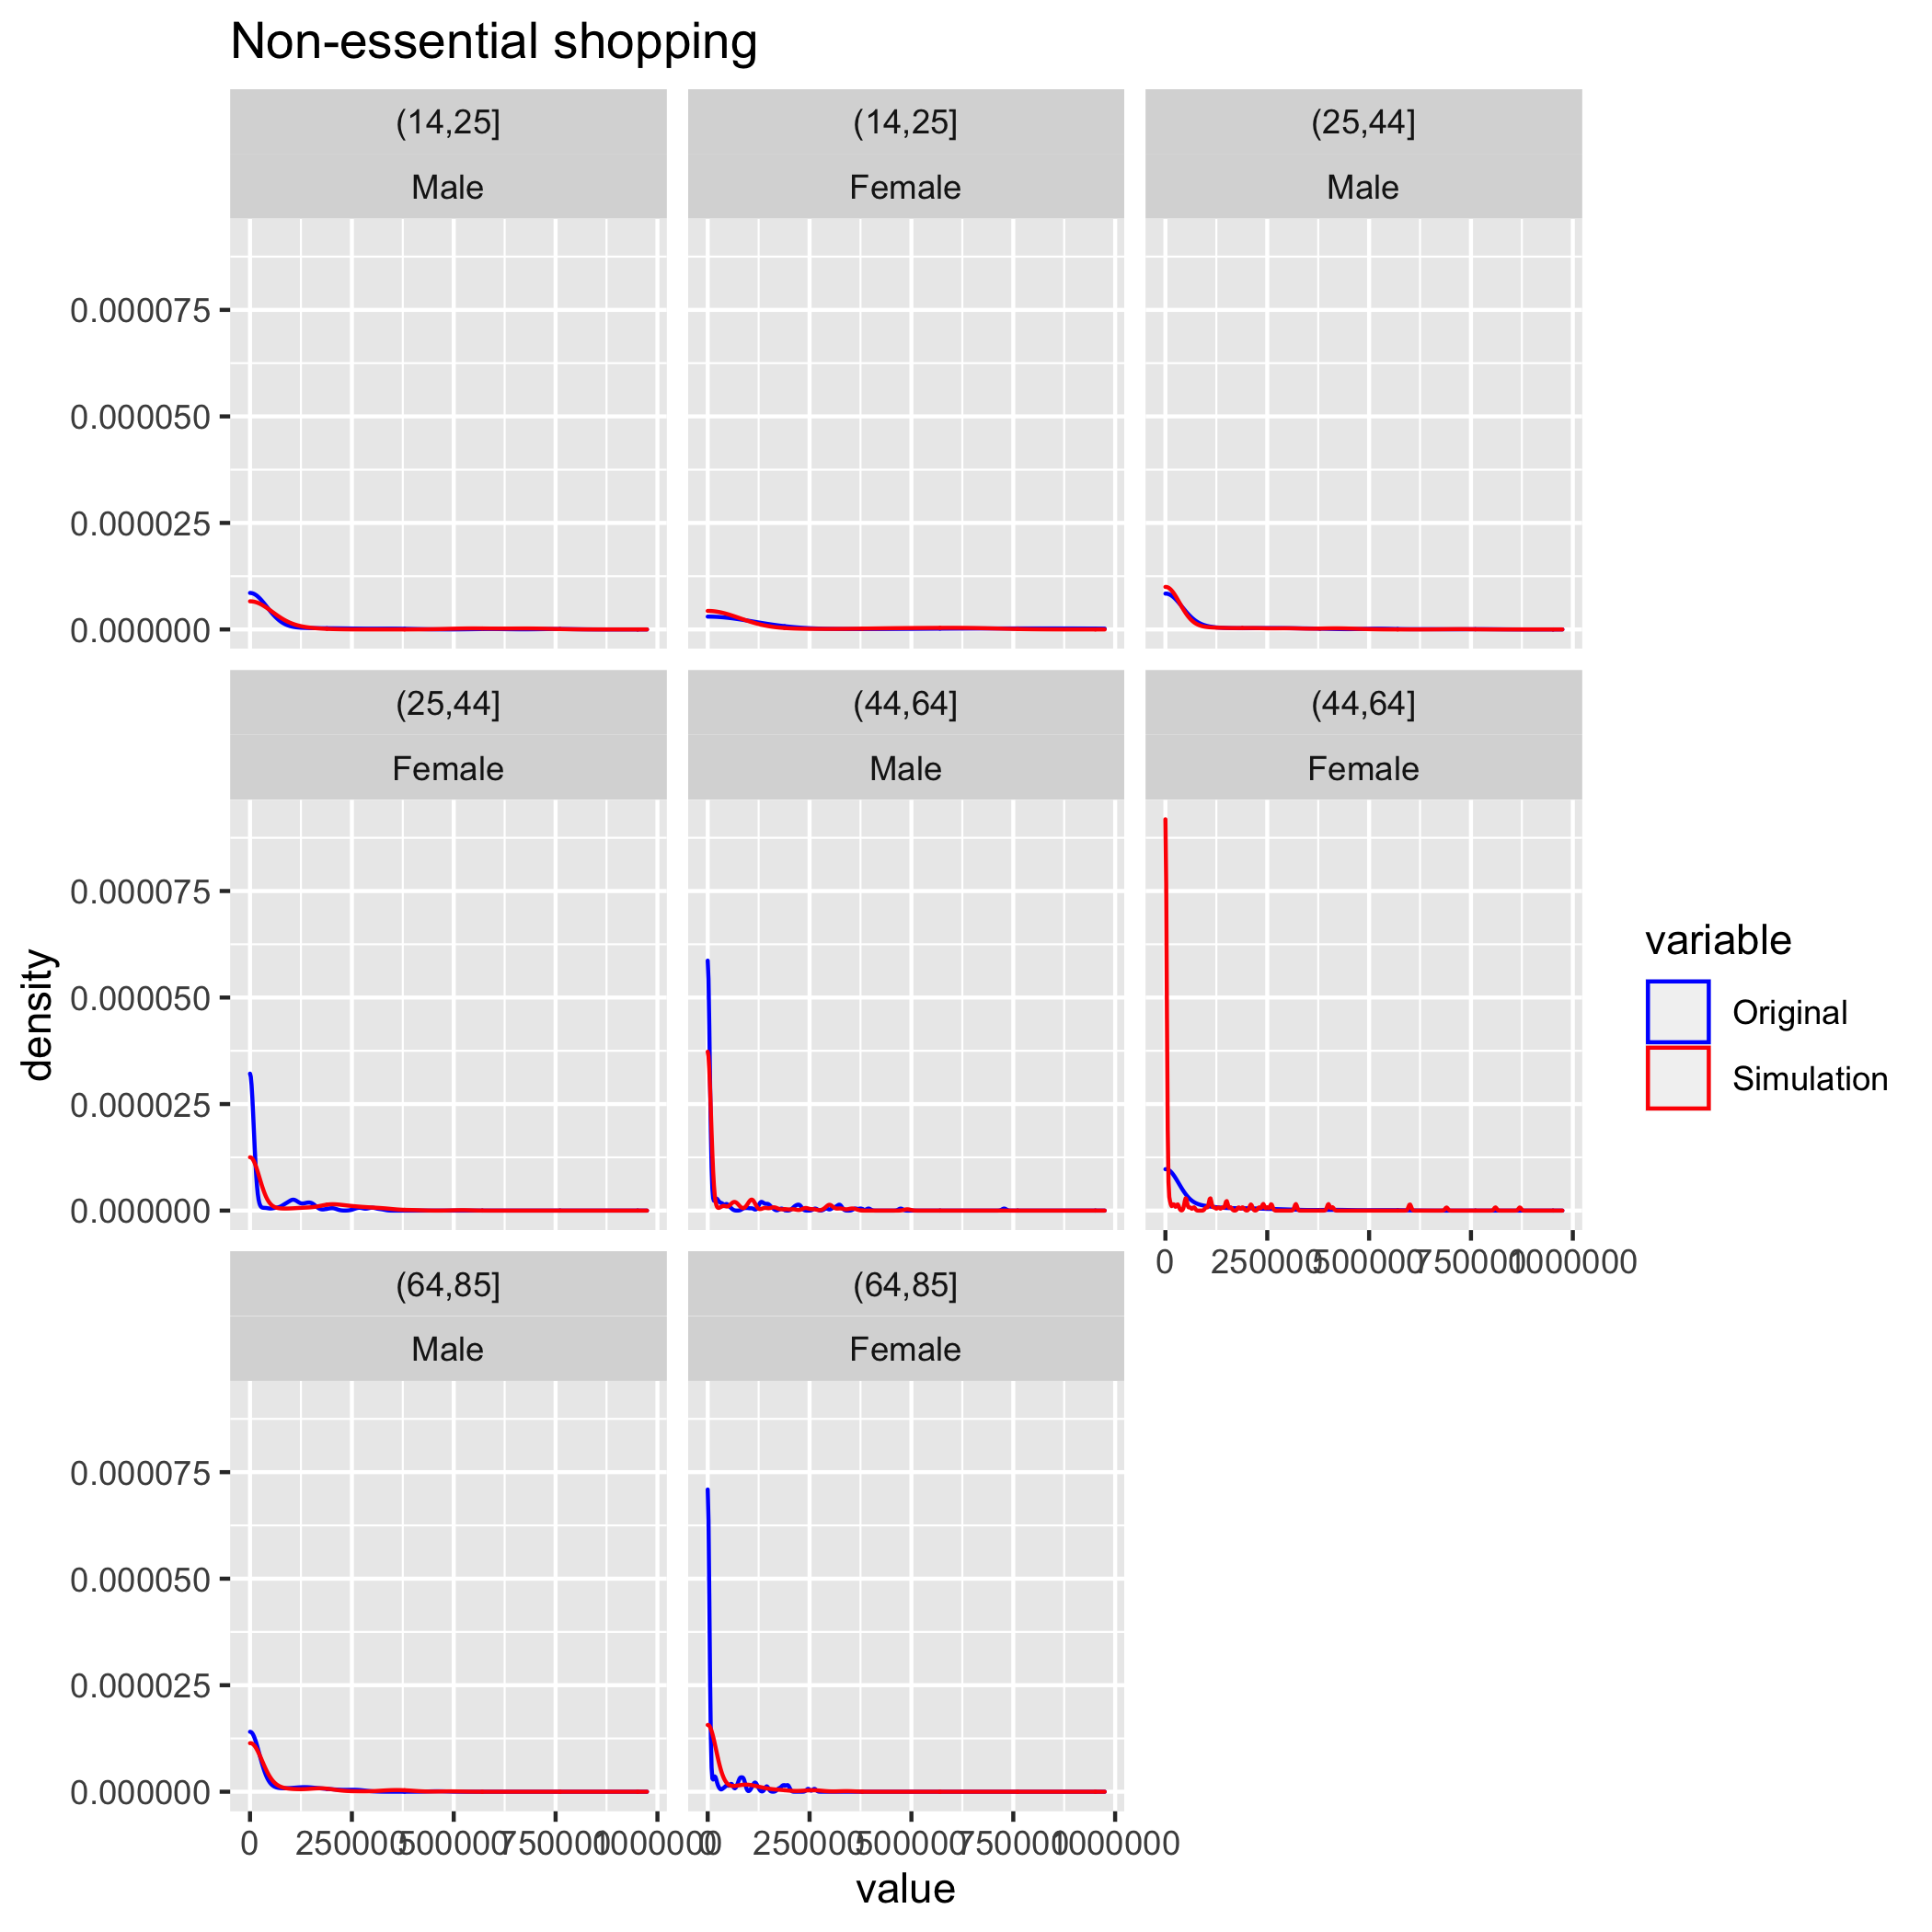 Non-essential shopping
(14,25]
Male
(14,25]
Female
(25,44]
Male
0.000075
0.000050
0.000025
0.000000
(25,44]
Female
(44,64]
Male
(44,64]
Female
0.000075
0.000050
0.000025
0.000000
0 250000 500000 750000 1000000
(64,85]
Male
(64,85]
Female
0.000075
0.000050
0.000025
0.000000
0 250000 500000 750000 1000000
0 250000 500000 750000 1000000
value
density
variable
Original
Simulation